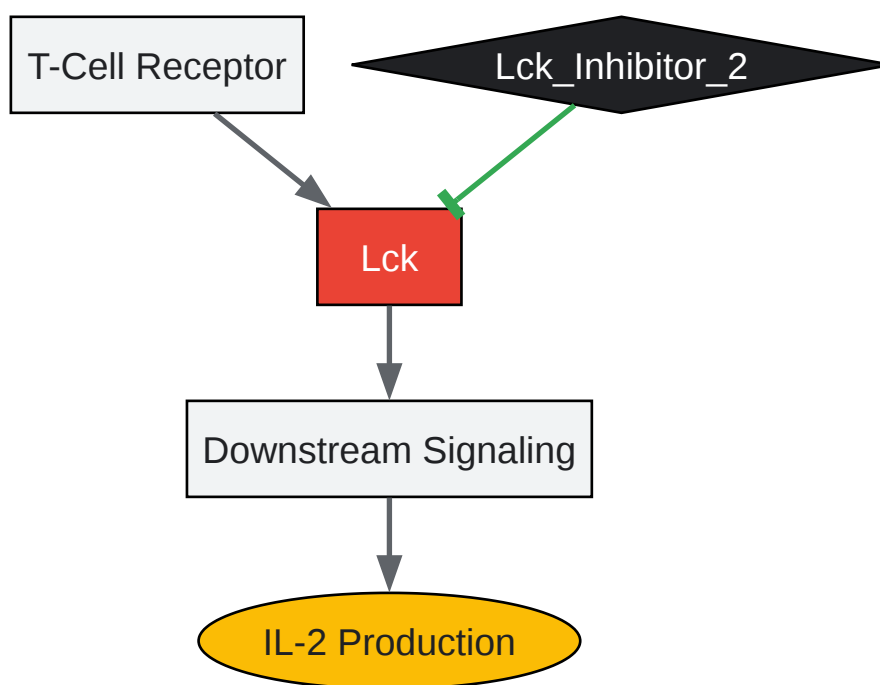 T-Cell Receptor
Lck_Inhibitor_2
Lck
Downstream Signaling
IL-2 Production